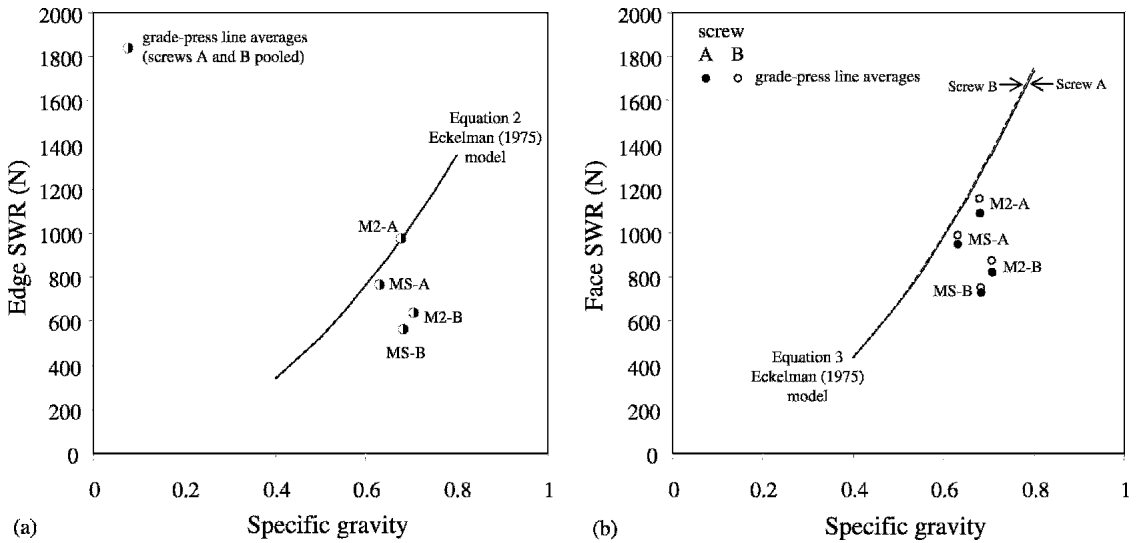 2000
1800
1600
1400
1200
1000
800
600
400
200
0
Edge SWR (N)
grade-press line averages
(screws A and B pooled)
Equation 2
Eckelman (1975)
model
M2-A
MS-A
M2-B
MS-B
0 0.2 0.4 0.6 0.8 1
(a) Specific gravity
2000
1800
1600
1400
1200
1000
800
600
400
200
0
Face SWR (N)
screw
A B
grade-press line averages
Screw B Screw A
M2-A
MS-A
M2-B
MS-B
Equation 3
Eckelman (1975)
model
0 0.2 0.4 0.6 0.8 1
(b) Specific gravity